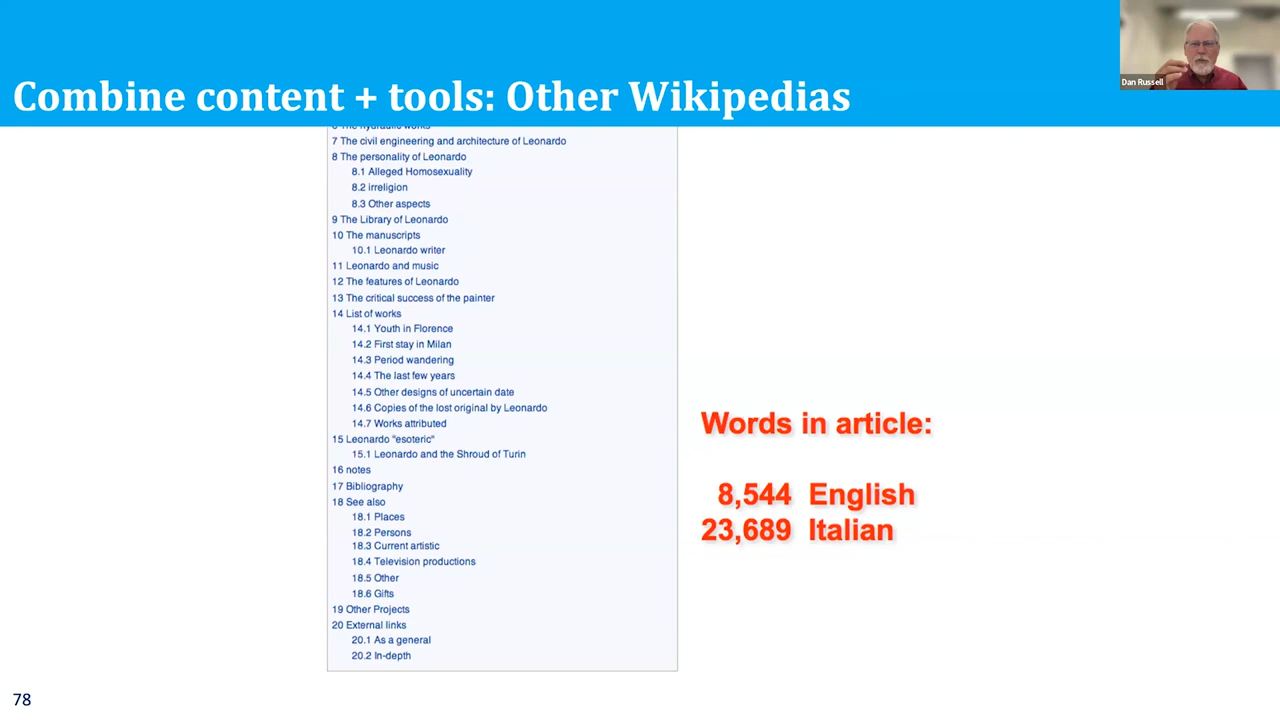 Combine content + tools: Other Wikipedias
Dan Russell
6 The hydraulic works
7 The civil engineering and architecture of Leonardo
8 The personality of Leonardo
8.1 Alleged Homosexuality
8.2 irreligion
8.3 Other aspects
9 The Library of Leonardo
10 The manuscripts
10.1 Leonardo writer
11 Leonardo and music
12 The features of Leonardo
13 The critical success of the painter
14 List of works
14.1 Youth in Florence
14.2 First stay in Milan
14.3 Period wandering
14.4 The last few years
14.5 Other designs of uncertain date
14.6 Copies of the lost original by Leonardo
14.7 Works attributed
15 Leonardo "esoteric"
15.1 Leonardo and the Shroud of Turin
16 notes
17 Bibliography
18 See also
18.1 Places
18.2 Persons
18.3 Current artistic
18.4 Television productions
18.5 Other
18.6 Gifts
19 Other Projects
20 External links
20.1 As a general
20.2 In-depth
Words in article:
8,544 English
23,689 Italian
78